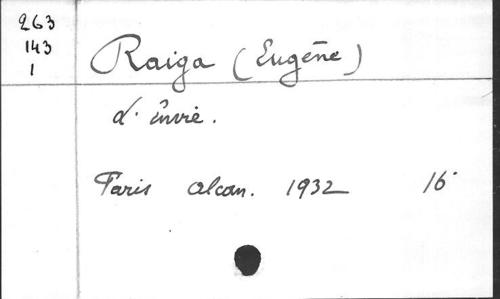 263
143
1
Raiga (Eugène)
L'envie.
Paris Alcan. 1932 16°